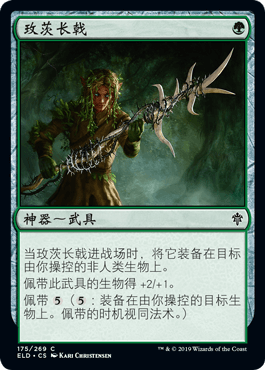 玫茨长戟
神器～武具
当玫茨长戟进战场时，将它装备在目标
由你操控的非人类生物上。
佩带此武具的生物得 +2/+1。
佩带 5（5：装备在由你操控的目标生
物上。佩带的时机视同法术。）
175/269 C
ELD • CS KARI CHRISTENSEN
™ & © 2019 Wizards of the Coast